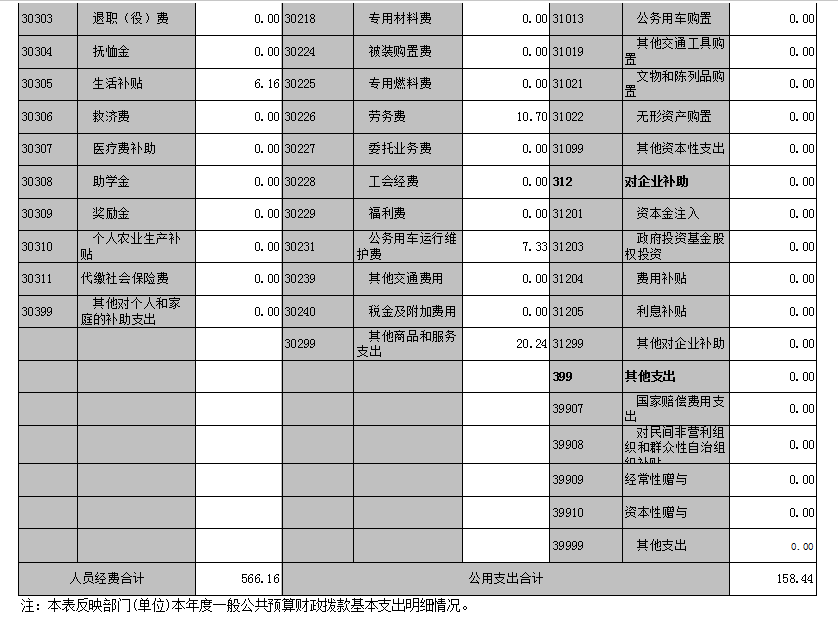 30303 退职（役）费 0.00 30218 专用材料费 0.00 31013 公务用车购置 0.00
30304 抚恤金 0.00 30224 被装购置费 0.00 31019 其他交通工具购置 0.00
30305 生活补贴 6.16 30225 专用燃料费 0.00 31021 文物和陈列品购置 0.00
30306 救济费 0.00 30226 劳务费 10.70 31022 无形资产购置 0.00
30307 医疗费补助 0.00 30227 委托业务费 0.00 31099 其他资本性支出 0.00
30308 助学金 0.00 30228 工会经费 0.00 312 对企业补助 0.00
30309 奖励金 0.00 30229 福利费 0.00 31201 资本金注入 0.00
30310 个人农业生产补贴 0.00 30231 公务用车运行维护费 7.33 31203 政府投资基金股权投资 0.00
30311 代缴社会保险费 0.00 30239 其他交通费用 0.00 31204 费用补贴 0.00
30399 其他对个人和家庭的补助支出 0.00 30240 税金及附加费用 0.00 31205 利息补贴 0.00
30299 其他商品和服务支出 20.24 31299 其他对企业补助 0.00
399 其他支出 0.00
39907 国家赔偿费用支出 0.00
39908 对民间非营利组织和群众性自治组织补贴 0.00
39909 经常性赠与 0.00
39910 资本性赠与 0.00
39999 其他支出 0.00
人员经费合计 566.16 公用支出合计 158.44
注：本表反映部门(单位)本年度一般公共预算财政拨款基本支出明细情况。